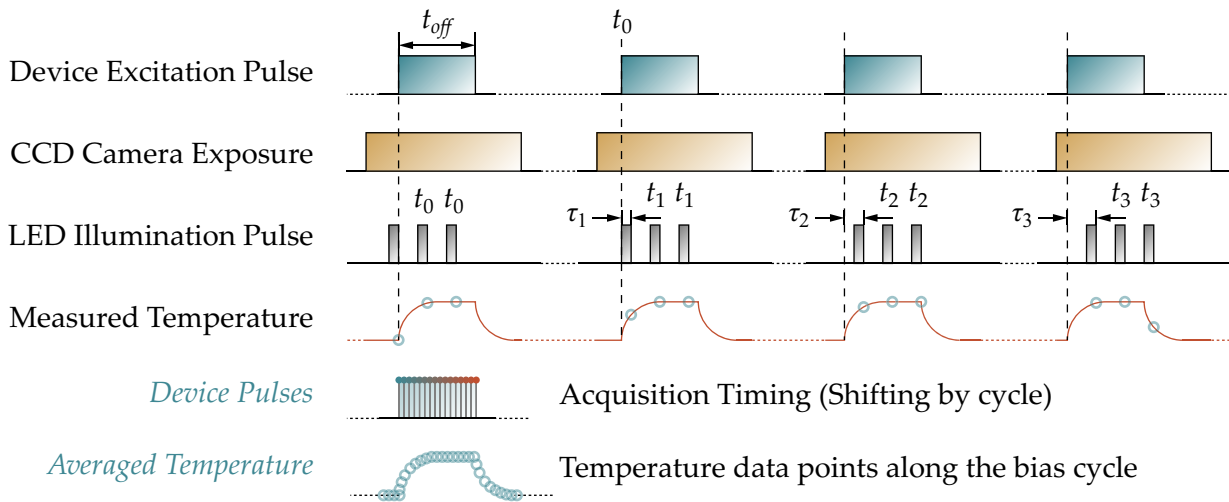 t_off t_0
Device Excitation Pulse
CCD Camera Exposure
t_0 t_0 τ_1 t_1 t_1 τ_2 t_2 t_2 τ_3 t_3 t_3
LED Illumination Pulse
Measured Temperature
Device Pulses Acquisition Timing (Shifting by cycle)
Averaged Temperature Temperature data points along the bias cycle